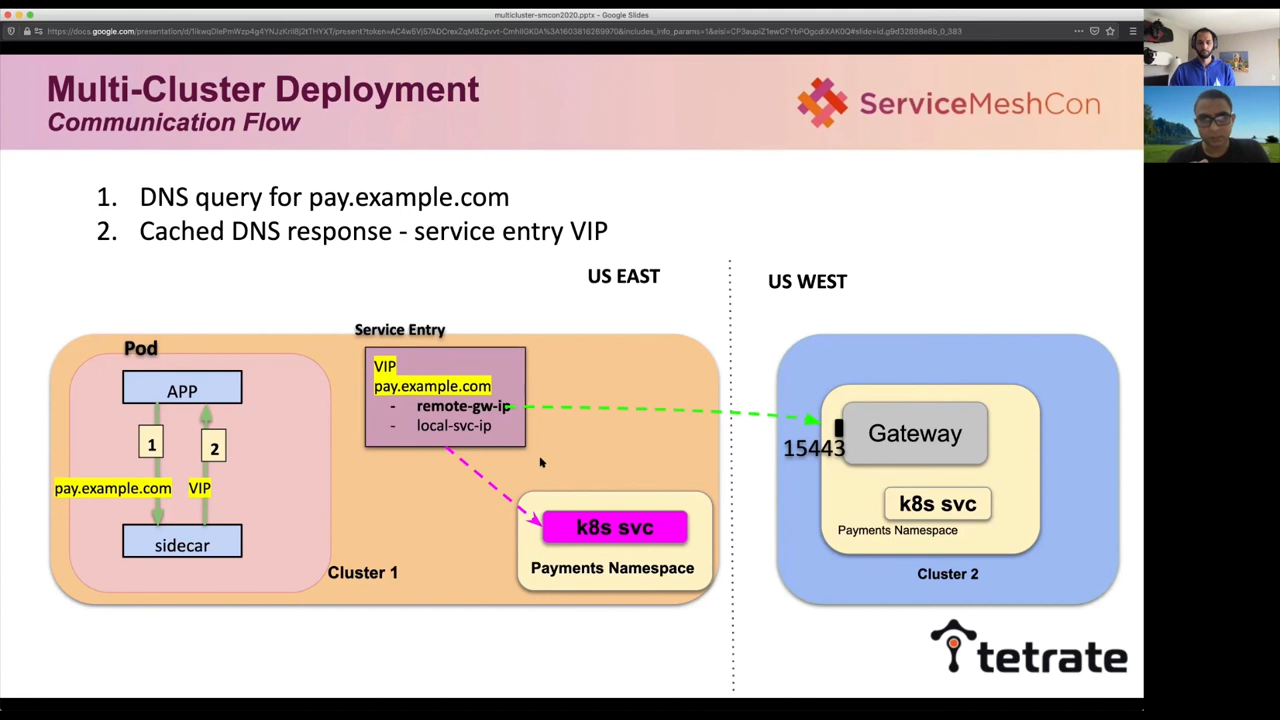 multicluster-smcon2020.pptx - Google Slides
Multi-Cluster Deployment
Communication Flow
ServiceMeshCon
1. DNS query for pay.example.com
2. Cached DNS response - service entry VIP
US EAST
US WEST
Service Entry
Pod
VIP
pay.example.com
- remote-gw-ip
- local-svc-ip
APP
1
2
pay.example.com
VIP
sidecar
Cluster 1
k8s svc
Payments Namespace
15443
Gateway
k8s svc
Payments Namespace
Cluster 2
tetrate